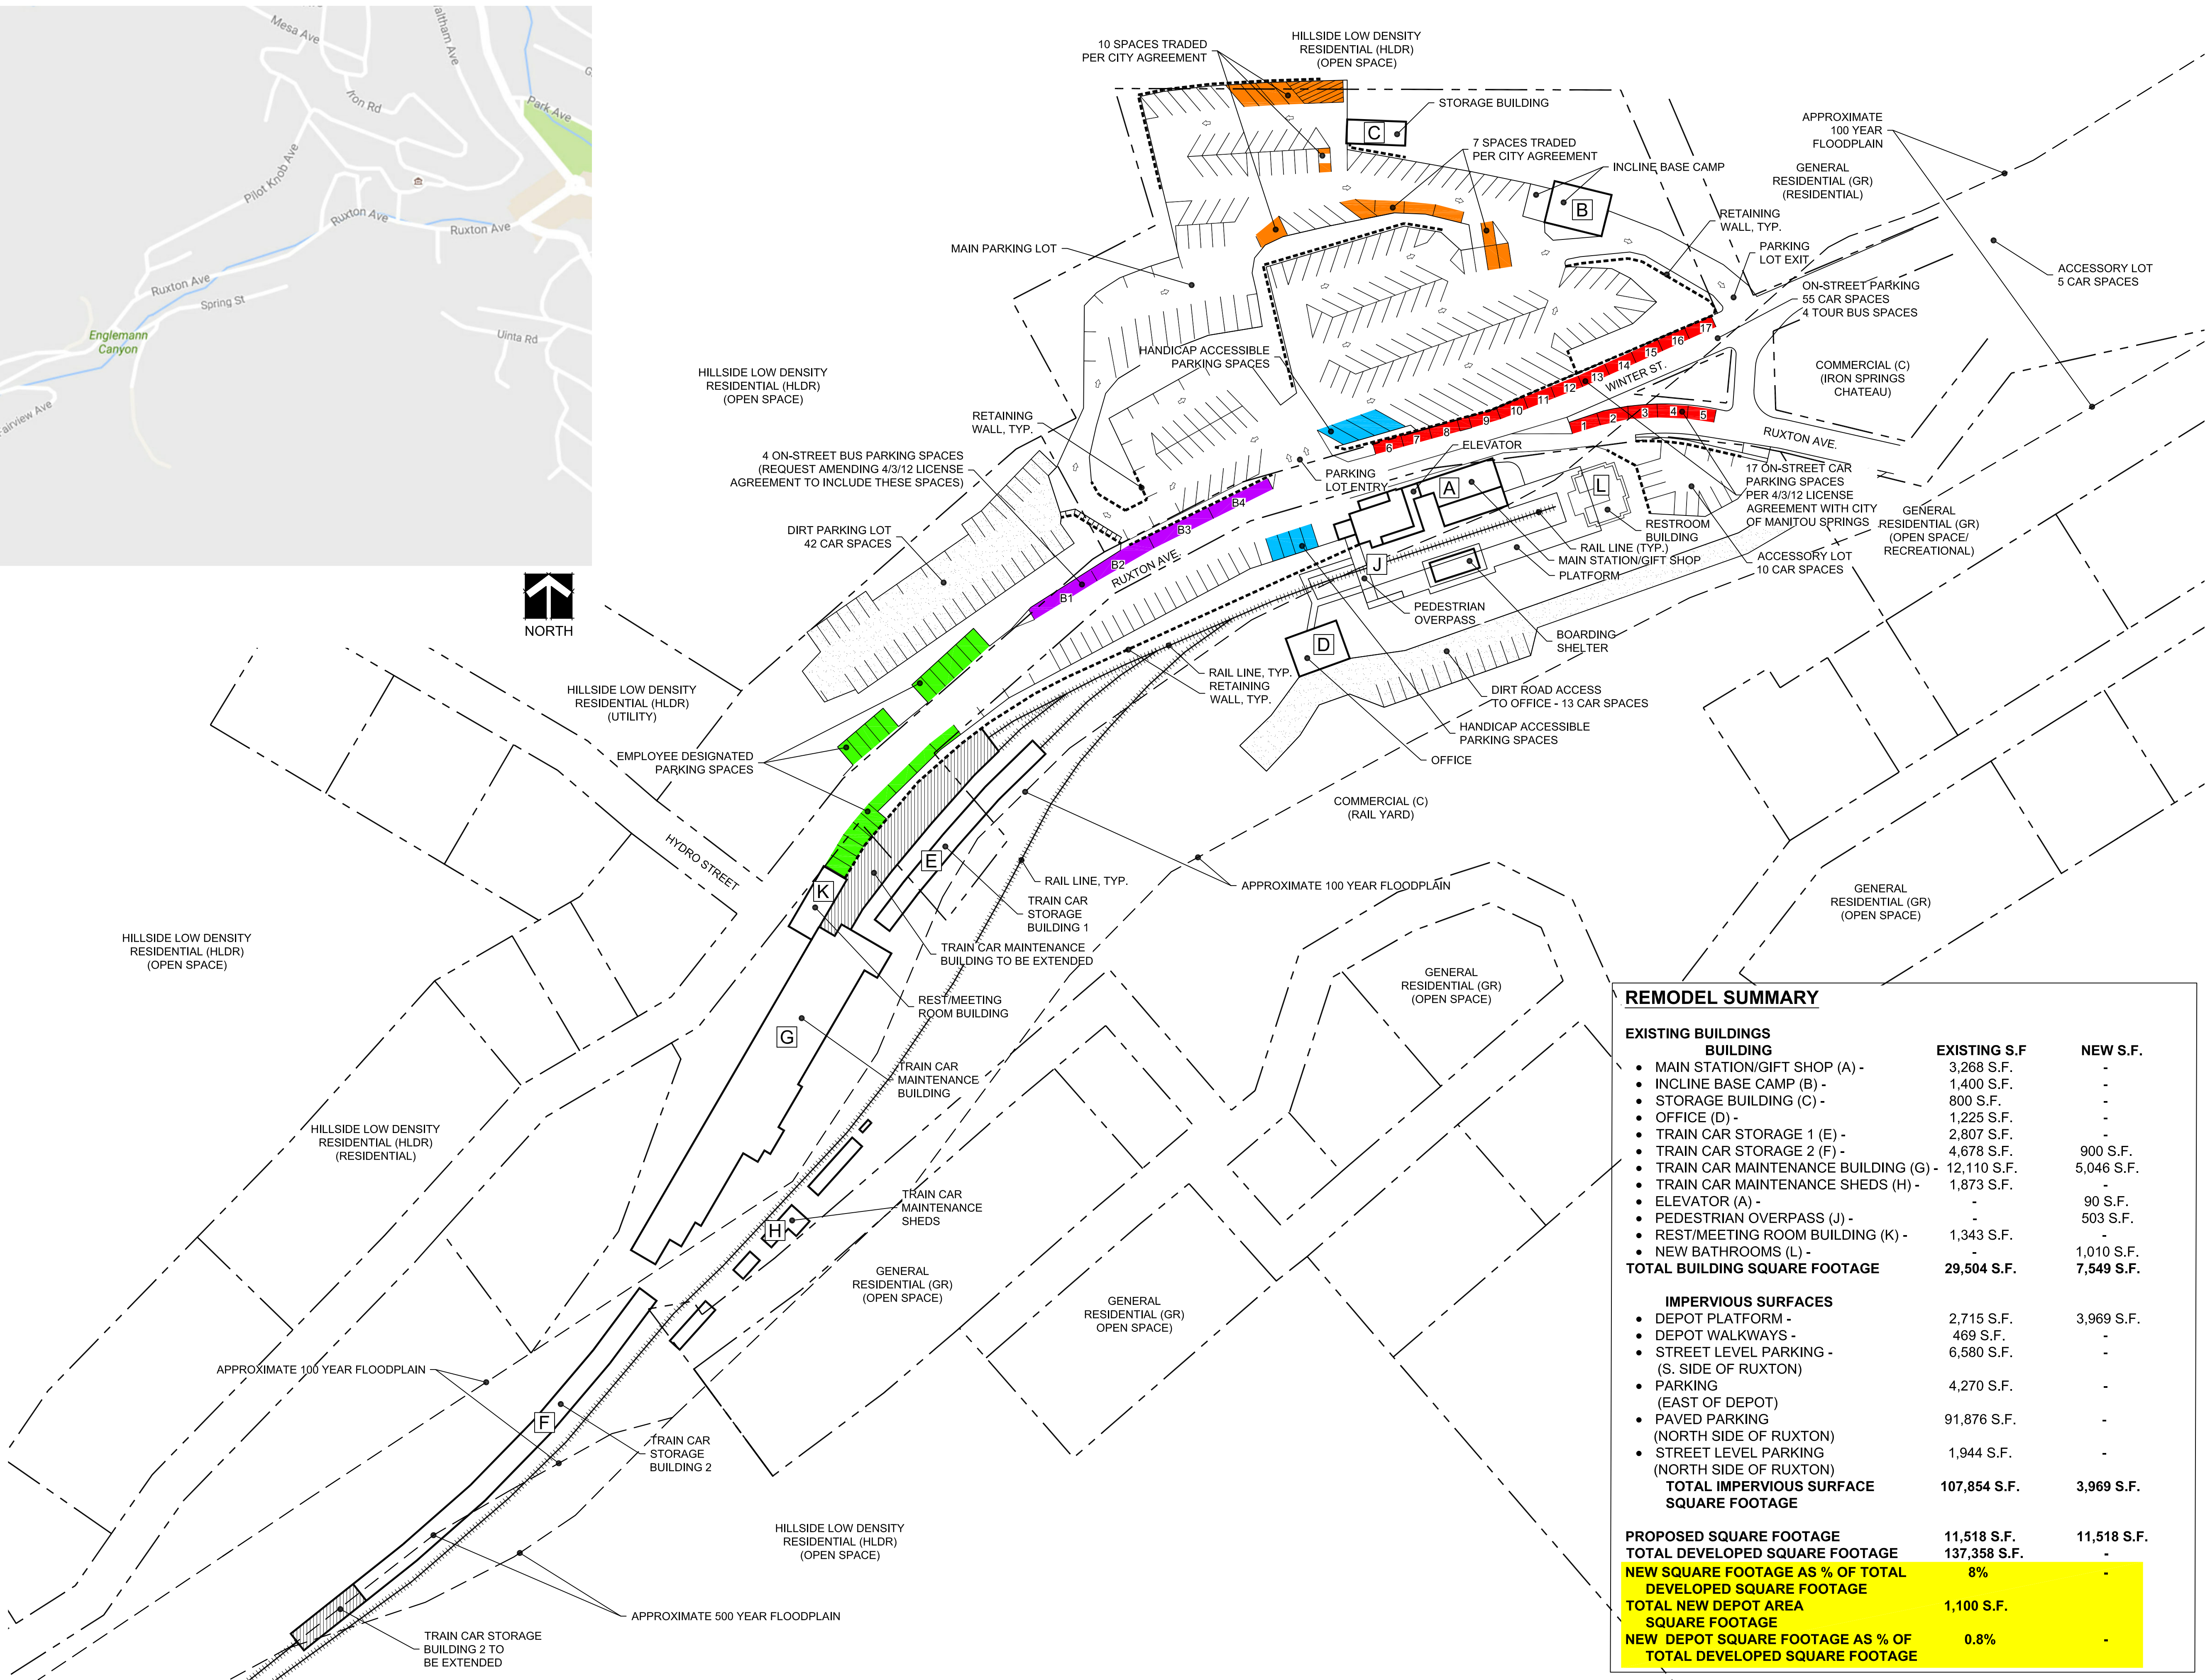 Mesa Ave
Waltham Ave
Iron Rd
Park Ave
Pilot Knob Ave
Ruxton Ave
Ruxton Ave
Ruxton Ave
Spring St
Uinta Rd
Englemann
Canyon
Fairview Ave
NORTH
10 SPACES TRADED
PER CITY AGREEMENT
HILLSIDE LOW DENSITY
RESIDENTIAL (HLDR)
(OPEN SPACE)
STORAGE BUILDING
C
7 SPACES TRADED
PER CITY AGREEMENT
INCLINE BASE CAMP
B
APPROXIMATE
100 YEAR
FLOODPLAIN
GENERAL
RESIDENTIAL (GR)
(RESIDENTIAL)
RETAINING
WALL, TYP.
PARKING
LOT EXIT
ACCESSORY LOT
5 CAR SPACES
ON-STREET PARKING
55 CAR SPACES
4 TOUR BUS SPACES
MAIN PARKING LOT
HANDICAP ACCESSIBLE
PARKING SPACES
HILLSIDE LOW DENSITY
RESIDENTIAL (HLDR)
(OPEN SPACE)
COMMERCIAL (C)
(IRON SPRINGS
CHATEAU)
6 7 8 9 10 11 12 13 14 15 16 17
WINTER ST.
1 2 3 4 5
RUXTON AVE.
RETAINING
WALL, TYP.
4 ON-STREET BUS PARKING SPACES
(REQUEST AMENDING 4/3/12 LICENSE
AGREEMENT TO INCLUDE THESE SPACES)
ELEVATOR
PARKING
LOT ENTRY
A
L
17 ON-STREET CAR
PARKING SPACES
PER 4/3/12 LICENSE
AGREEMENT WITH CITY
OF MANITOU SPRINGS
GENERAL
RESIDENTIAL (GR)
(OPEN SPACE/
RECREATIONAL)
DIRT PARKING LOT
42 CAR SPACES
B1 B2 B3 B4
RUXTON AVE.
RESTROOM
BUILDING
RAIL LINE (TYP.)
MAIN STATION/GIFT SHOP
PLATFORM
ACCESSORY LOT
10 CAR SPACES
J
PEDESTRIAN
OVERPASS
BOARDING
SHELTER
D
RAIL LINE, TYP.
RETAINING
WALL, TYP.
DIRT ROAD ACCESS
TO OFFICE - 13 CAR SPACES
HANDICAP ACCESSIBLE
PARKING SPACES
OFFICE
HILLSIDE LOW DENSITY
RESIDENTIAL (HLDR)
(UTILITY)
EMPLOYEE DESIGNATED
PARKING SPACES
COMMERCIAL (C)
(RAIL YARD)
HYDRO STREET
K
E
RAIL LINE, TYP.
APPROXIMATE 100 YEAR FLOODPLAIN
TRAIN CAR
STORAGE
BUILDING 1
TRAIN CAR MAINTENANCE
BUILDING TO BE EXTENDED
GENERAL
RESIDENTIAL (GR)
(OPEN SPACE)
HILLSIDE LOW DENSITY
RESIDENTIAL (HLDR)
(OPEN SPACE)
GENERAL
RESIDENTIAL (GR)
(OPEN SPACE)
REST/MEETING
ROOM BUILDING
G
TRAIN CAR
MAINTENANCE
BUILDING
HILLSIDE LOW DENSITY
RESIDENTIAL (HLDR)
(RESIDENTIAL)
TRAIN CAR
MAINTENANCE
SHEDS
H
GENERAL
RESIDENTIAL (GR)
(OPEN SPACE)
GENERAL
RESIDENTIAL (GR)
OPEN SPACE)
APPROXIMATE 100 YEAR FLOODPLAIN
F
TRAIN CAR
STORAGE
BUILDING 2
HILLSIDE LOW DENSITY
RESIDENTIAL (HLDR)
(OPEN SPACE)
APPROXIMATE 500 YEAR FLOODPLAIN
TRAIN CAR STORAGE
BUILDING 2 TO
BE EXTENDED
REMODEL SUMMARY
EXISTING BUILDINGS
BUILDING EXISTING S.F NEW S.F.
• MAIN STATION/GIFT SHOP (A) - 3,268 S.F. -
• INCLINE BASE CAMP (B) - 1,400 S.F. -
• STORAGE BUILDING (C) - 800 S.F. -
• OFFICE (D) - 1,225 S.F. -
• TRAIN CAR STORAGE 1 (E) - 2,807 S.F. -
• TRAIN CAR STORAGE 2 (F) - 4,678 S.F. 900 S.F.
• TRAIN CAR MAINTENANCE BUILDING (G) - 12,110 S.F. 5,046 S.F.
• TRAIN CAR MAINTENANCE SHEDS (H) - 1,873 S.F. -
• ELEVATOR (A) - - 90 S.F.
• PEDESTRIAN OVERPASS (J) - - 503 S.F.
• REST/MEETING ROOM BUILDING (K) - 1,343 S.F. -
• NEW BATHROOMS (L) - - 1,010 S.F.
TOTAL BUILDING SQUARE FOOTAGE 29,504 S.F. 7,549 S.F.
IMPERVIOUS SURFACES
• DEPOT PLATFORM - 2,715 S.F. 3,969 S.F.
• DEPOT WALKWAYS - 469 S.F. -
• STREET LEVEL PARKING - 6,580 S.F. -
(S. SIDE OF RUXTON)
• PARKING 4,270 S.F. -
(EAST OF DEPOT)
• PAVED PARKING 91,876 S.F. -
(NORTH SIDE OF RUXTON)
• STREET LEVEL PARKING 1,944 S.F. -
(NORTH SIDE OF RUXTON)
TOTAL IMPERVIOUS SURFACE 107,854 S.F. 3,969 S.F.
SQUARE FOOTAGE
PROPOSED SQUARE FOOTAGE 11,518 S.F. 11,518 S.F.
TOTAL DEVELOPED SQUARE FOOTAGE 137,358 S.F. -
NEW SQUARE FOOTAGE AS % OF TOTAL 8% -
DEVELOPED SQUARE FOOTAGE
TOTAL NEW DEPOT AREA 1,100 S.F.
SQUARE FOOTAGE
NEW DEPOT SQUARE FOOTAGE AS % OF 0.8% -
TOTAL DEVELOPED SQUARE FOOTAGE